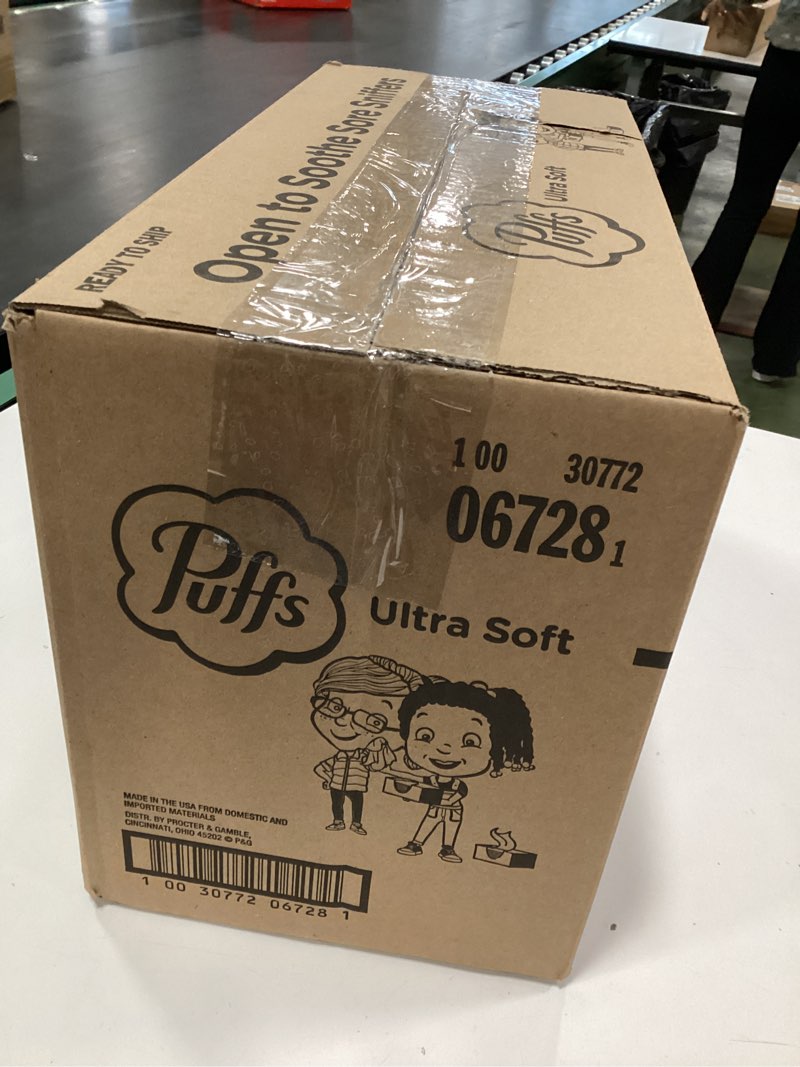 Open to Soothe Sore Sniffers
READY TO SHIP
Puffs
Ultra Soft
1 00 30772
06728 1
Puffs
Ultra Soft
MADE IN THE USA FROM DOMESTIC AND
IMPORTED MATERIALS
DISTR. BY PROCTER & GAMBLE,
CINCINNATI, OHIO 45202 © P&G
1 00 30772 06728 1